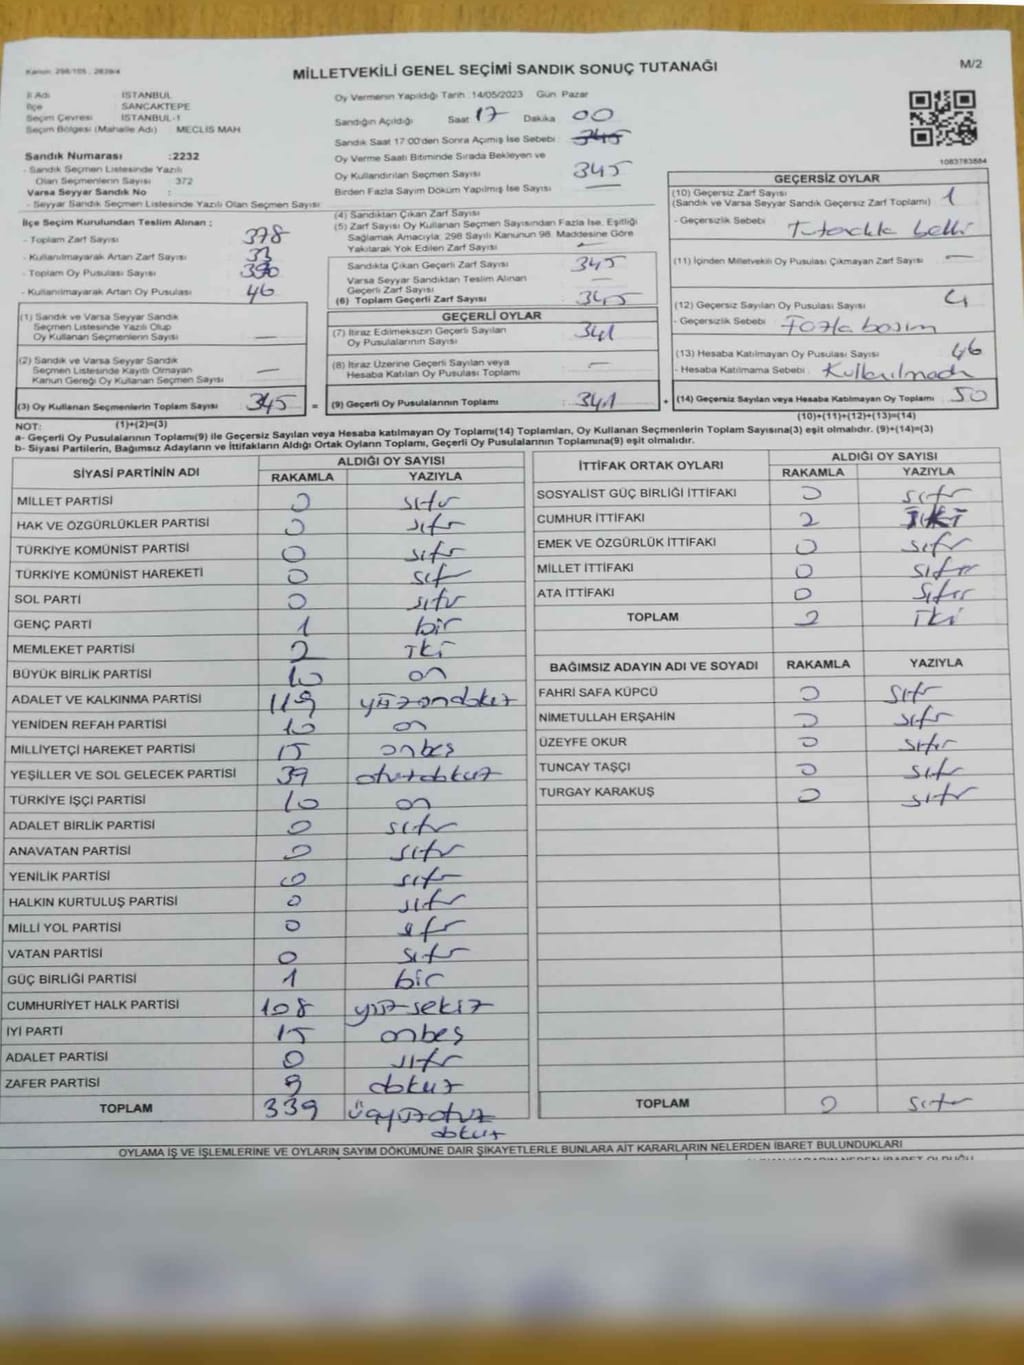 Kanun: 298/105 , 2839/4
MİLLETVEKİLİ GENEL SEÇİMİ SANDIK SONUÇ TUTANAĞI
M/2
İl Adı : İSTANBUL
İlçe : SANCAKTEPE
Seçim Çevresi : İSTANBUL-1
Seçim Bölgesi (Mahalle Adı) : MECLİS MAH
Sandık Numarası :2232
- Sandık Seçmen Listesinde Yazılı
Olan Seçmenlerin Sayısı : 372
Varsa Seyyar Sandık No :
- Seyyar Sandık Seçmen Listesinde Yazılı Olan Seçmen Sayısı:
İlçe Seçim Kurulundan Teslim Alınan ;
- Toplam Zarf Sayısı : 378
- Kullanılmayarak Artan Zarf Sayısı : 33
- Toplam Oy Pusulası Sayısı : 390
- Kullanılmayarak Artan Oy Pusulası : 46
(1) Sandık ve Varsa Seyyar Sandık
Seçmen Listesinde Yazılı Olup
Oy Kullanan Seçmenlerin Sayısı : —
(2) Sandık ve Varsa Seyyar Sandık
Seçmen Listesinde Kayıtlı Olmayan
Kanun Gereği Oy Kullanan Seçmen Sayısı : —
(3) Oy Kullanan Seçmenlerin Toplam Sayısı : 345
(1)+(2)=(3)
Oy Vermenin Yapıldığı Tarih :14/05/2023 Gün: Pazar
Sandığın Açıldığı : Saat 17 Dakika 00
Sandık Saat 17:00'den Sonra Açımış İse Sebebi : 345
Oy Verme Saati Bitiminde Sırada Bekleyen ve
Oy Kullandırılan Seçmen Sayısı : 345
Birden Fazla Sayım Döküm Yapılmış İse Sayısı : —
(4) Sandıktan Çıkan Zarf Sayısı
(5) Zarf Sayısı Oy Kullanan Seçmen Sayısından Fazla İse, Eşitliği
Sağlamak Amacıyla, 298 Sayılı Kanunun 98. Maddesine Göre
Yakılarak Yok Edilen Zarf Sayısı : —
Sandıkta Çıkan Geçerli Zarf Sayısı : 345
Varsa Seyyar Sandıktan Teslim Alınan
Geçerli Zarf Sayısı : —
(6) Toplam Geçerli Zarf Sayısı : 345
GEÇERLİ OYLAR
(7) İtiraz Edilmeksizin Geçerli Sayılan
Oy Pusulalarının Sayısı : 341
(8) İtiraz Üzerine Geçerli Sayılan veya
Hesaba Katılan Oy Pusulası Toplamı : —
= (9) Geçerli Oy Pusulalarının Toplamı : 341 +
1083783884
GEÇERSİZ OYLAR
(10) Geçersiz Zarf Sayısı
(Sandık ve Varsa Seyyar Sandık Geçersiz Zarf Toplamı) : 1
- Geçersizlik Sebebi : Tutarakla belli
(11) İçinden Milletvekili Oy Pusulası Çıkmayan Zarf Sayısı : —
(12) Geçersiz Sayılan Oy Pusulası Sayısı : 4
- Geçersizlik Sebebi : Fazla basım
(13) Hesaba Katılmayan Oy Pusulası Sayısı : 46
- Hesaba Katılmama Sebebi : Kullanılmadı
(14) Geçersiz Sayılan veya Hesaba Katılmayan Oy Toplamı : 50
(10)+(11)+(12)+(13)=(14)
NOT:
a- Geçerli Oy Pusulalarının Toplamı(9) ile Geçersiz Sayılan veya Hesaba katılmayan Oy Toplamı(14) Toplamları, Oy Kullanan Seçmenlerin Toplam Sayısına(3) eşit olmalıdır. (9)+(14)=(3)
b- Siyasi Partilerin, Bağımsız Adayların ve İttifakların Aldığı Ortak Oyların Toplamı, Geçerli Oy Pusulalarının Toplamına(9) eşit olmalıdır.
SİYASİ PARTİNİN ADI ALDIĞI OY SAYISI
RAKAMLA YAZIYLA
MİLLET PARTİSİ 0 sıfır
HAK VE ÖZGÜRLÜKLER PARTİSİ 0 sıfır
TÜRKİYE KOMÜNİST PARTİSİ 0 sıfır
TÜRKİYE KOMÜNİST HAREKETİ 0 sıfır
SOL PARTİ 0 sıfır
GENÇ PARTİ 1 bir
MEMLEKET PARTİSİ 2 iki
BÜYÜK BİRLİK PARTİSİ 10 on
ADALET VE KALKINMA PARTİSİ 119 yüzondokuz
YENİDEN REFAH PARTİSİ 10 on
MİLLİYETÇİ HAREKET PARTİSİ 15 onbeş
YEŞİLLER VE SOL GELECEK PARTİSİ 39 otuzdokuz
TÜRKİYE İŞÇİ PARTİSİ 10 on
ADALET BİRLİK PARTİSİ 0 sıfır
ANAVATAN PARTİSİ 0 sıfır
YENİLİK PARTİSİ 0 sıfır
HALKIN KURTULUŞ PARTİSİ 0 sıfır
MİLLİ YOL PARTİSİ 0 sıfır
VATAN PARTİSİ 0 sıfır
GÜÇ BİRLİĞİ PARTİSİ 1 bir
CUMHURİYET HALK PARTİSİ 108 yüzsekiz
İYİ PARTİ 15 onbeş
ADALET PARTİSİ 0 sıfır
ZAFER PARTİSİ 9 dokuz
TOPLAM 339 üçyüzotuz
dokuz
İTTİFAK ORTAK OYLARI ALDIĞI OY SAYISI
RAKAMLA YAZIYLA
SOSYALİST GÜÇ BİRLİĞİ İTTİFAKI 0 sıfır
CUMHUR İTTİFAKI 2 İKİ
EMEK VE ÖZGÜRLÜK İTTİFAKI 0 sıfır
MİLLET İTTİFAKI 0 sıfır
ATA İTTİFAKI 0 sıfır
TOPLAM 2 iki
BAĞIMSIZ ADAYIN ADI VE SOYADI RAKAMLA YAZIYLA
FAHRİ SAFA KÜPCÜ 0 sıfır
NİMETULLAH ERŞAHİN 0 sıfır
ÜZEYFE OKUR 0 sıfır
TUNCAY TAŞÇI 0 sıfır
TURGAY KARAKUŞ 0 sıfır
TOPLAM 0 sıfır
OYLAMA İŞ VE İŞLEMLERİNE VE OYLARIN SAYIM DÖKÜMÜNE DAİR ŞİKAYETLERLE BUNLARA AİT KARARLARIN NELERDEN İBARET BULUNDUKLARI